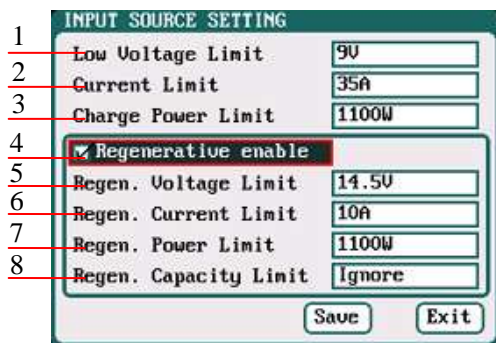 INPUT SOURCE SETTING
1 Low Voltage Limit 9V
2 Current Limit 35A
3 Charge Power Limit 1100W
4 Regenerative enable
5 Regen. Voltage Limit 14.5V
6 Regen. Current Limit 10A
7 Regen. Power Limit 1100W
8 Regen. Capacity Limit Ignore
Save Exit